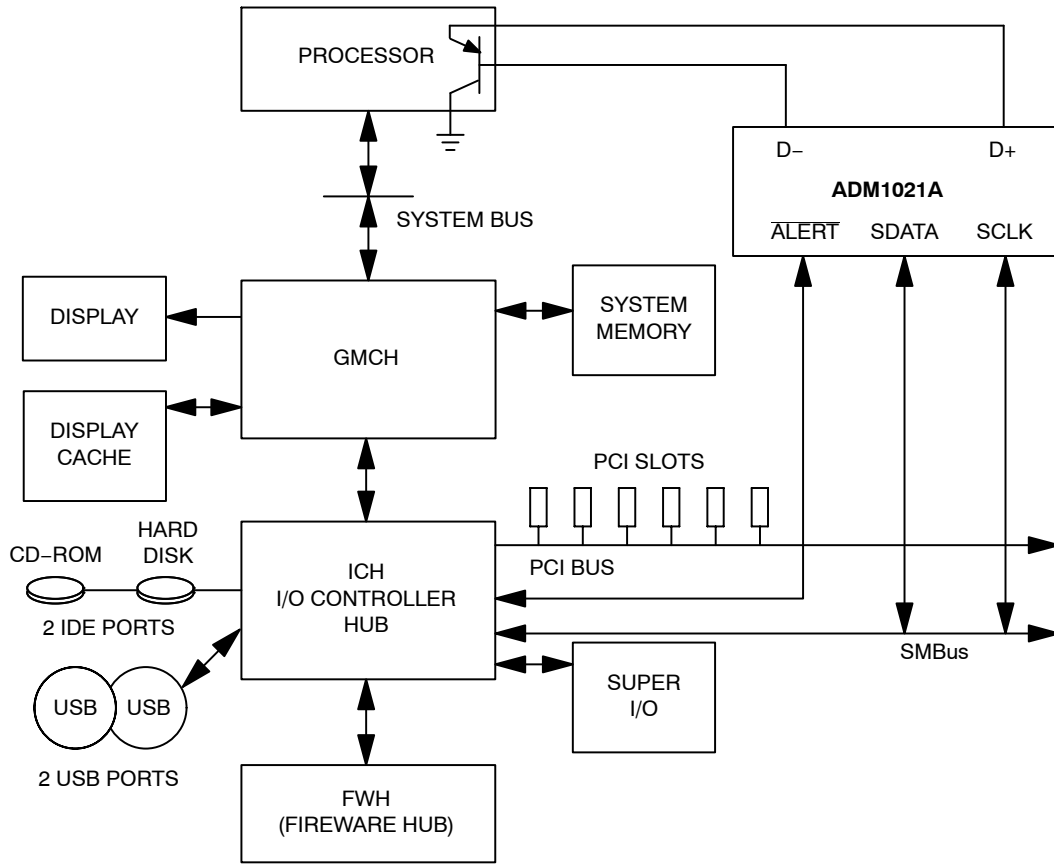 PROCESSOR
D−
D+
ADM1021A
ALERT
SDATA
SCLK
SYSTEM BUS
DISPLAY
GMCH
SYSTEM
MEMORY
DISPLAY
CACHE
PCI SLOTS
CD−ROM
HARD
DISK
2 IDE PORTS
ICH
I/O CONTROLLER
HUB
PCI BUS
SMBus
USB
USB
2 USB PORTS
SUPER
I/O
FWH
(FIREWARE HUB)